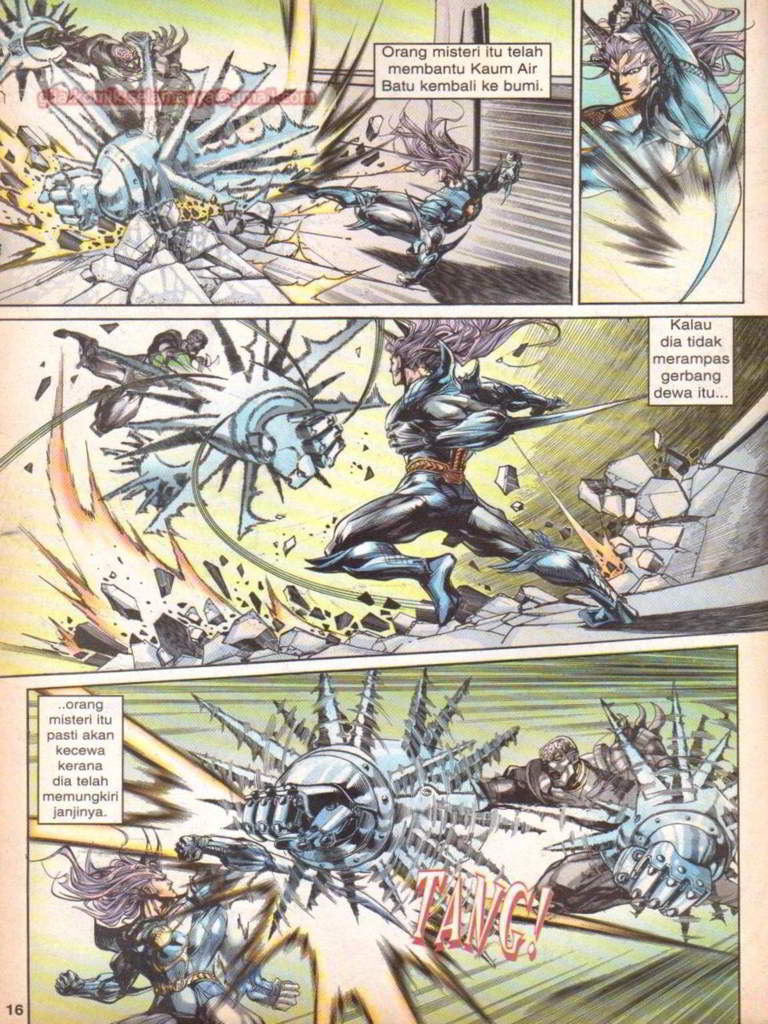 Orang misteri itu telah
membantu Kaum Air
Batu kembali ke bumi.
Kalau
dia tidak
merampas
gerbang
dewa itu...
..orang
misteri itu
pasti akan
kecewa
kerana
dia telah
memungkiri
janjinya.
TANG!
16